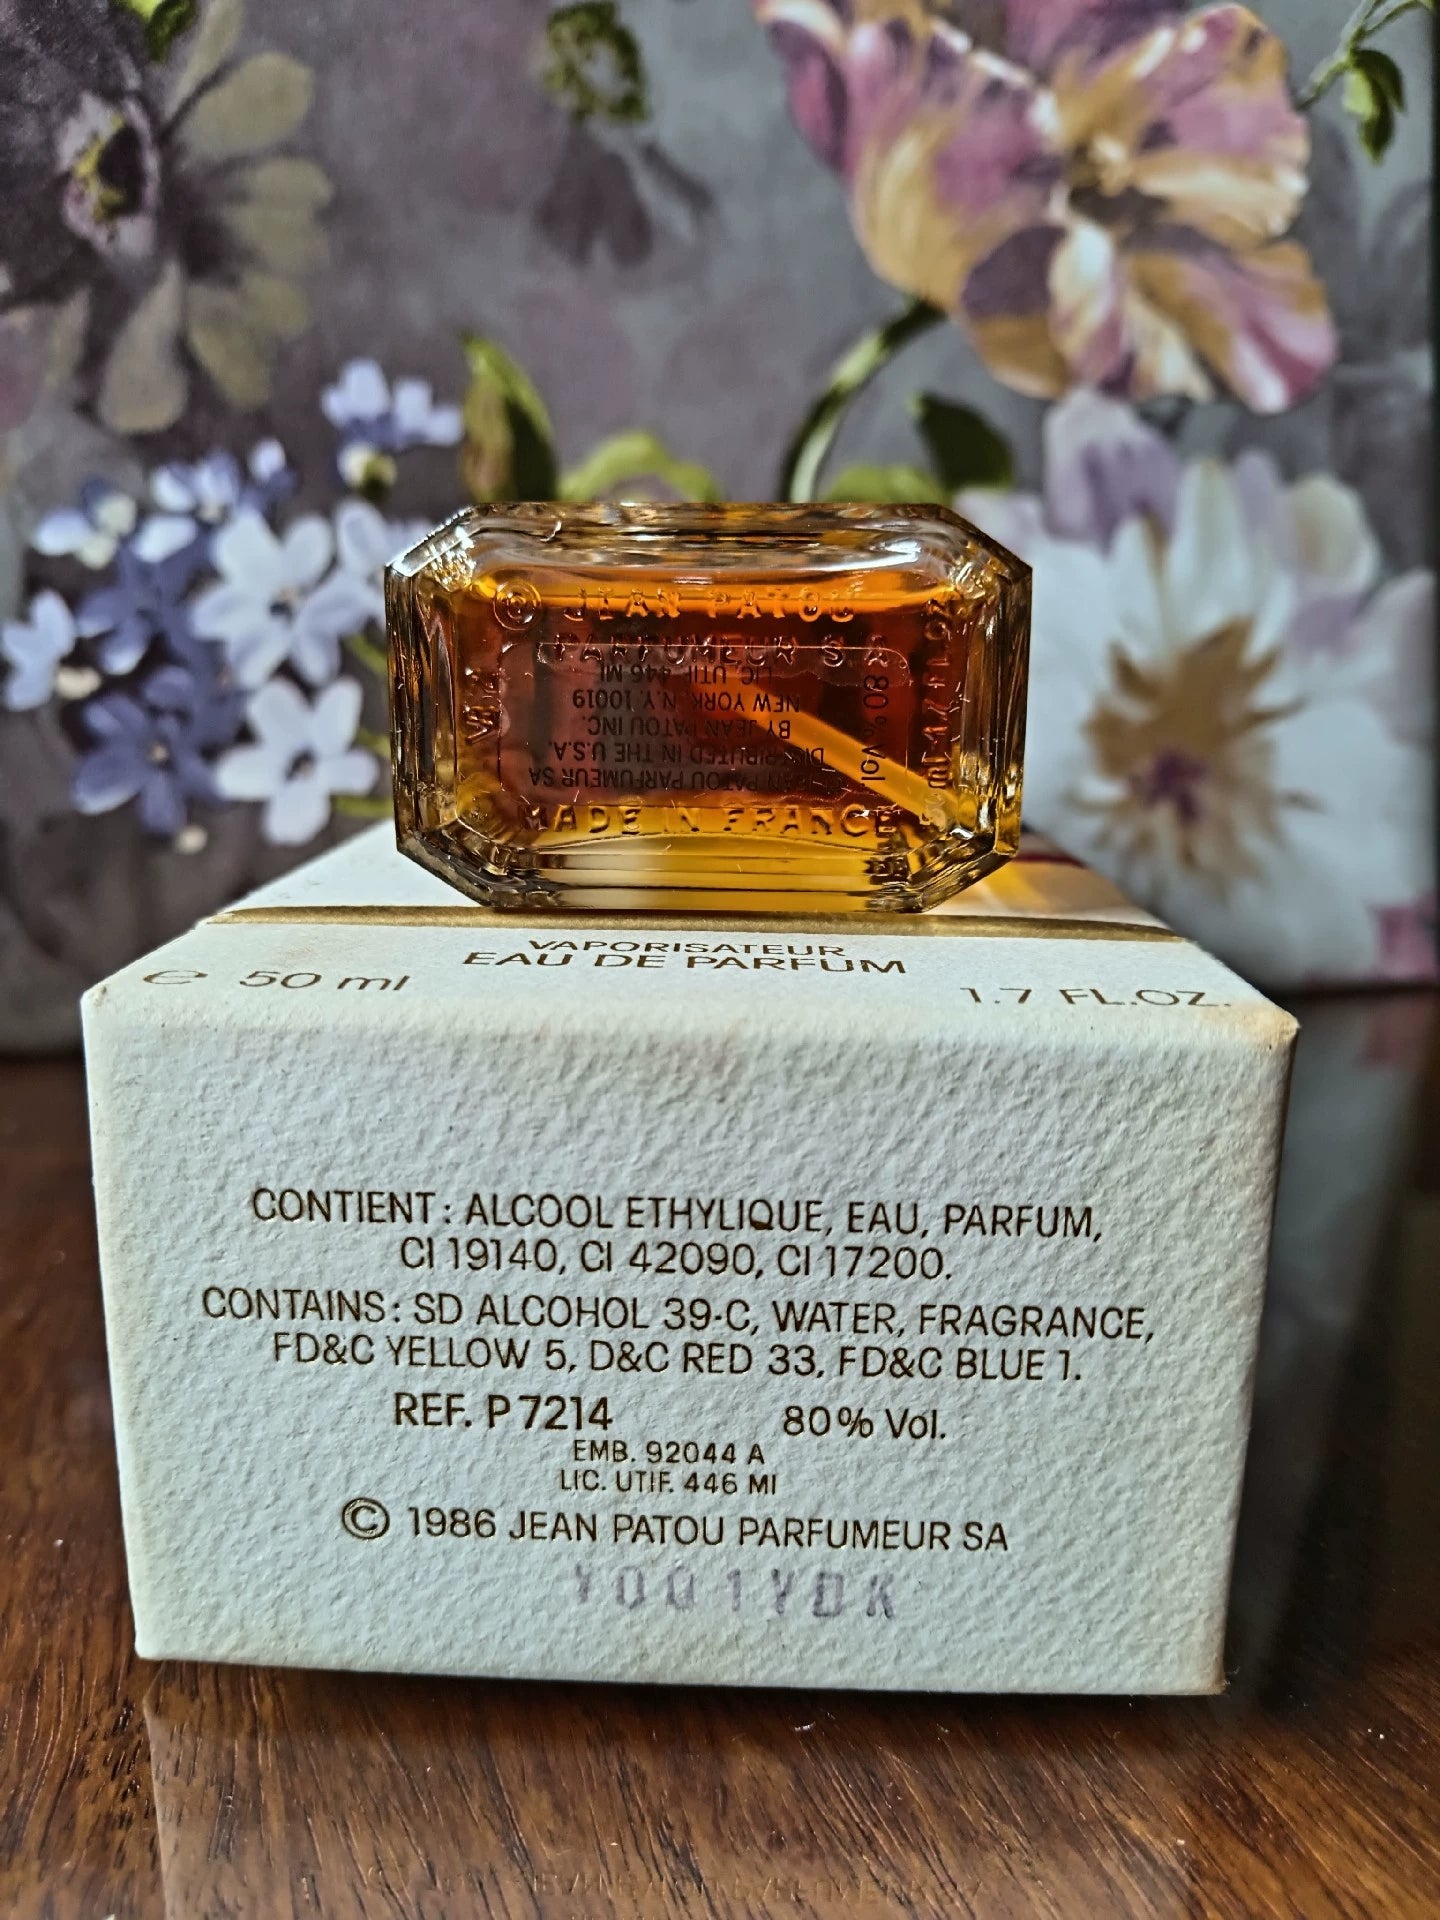 © JEAN PATOU
PARFUMEUR S A
LIC. UTIF. 446 MI
NEW YORK. N.Y. 10019
BY JEAN PATOU INC.
DISTRIBUTED IN THE U.S.A.
JEAN PATOU PARFUMEUR SA
80% Vol
MADE IN FRANCE
VAPORISATEUR
EAU DE PARFUM
e 50 ml
1.7 FL.OZ.
CONTIENT : ALCOOL ETHYLIQUE, EAU, PARFUM,
CI 19140, CI 42090, CI 17200.
CONTAINS : SD ALCOHOL 39-C, WATER, FRAGRANCE,
FD&C YELLOW 5, D&C RED 33, FD&C BLUE 1.
REF. P 7214 80% Vol.
EMB. 92044 A
LIC. UTIF. 446 MI
© 1986 JEAN PATOU PARFUMEUR SA